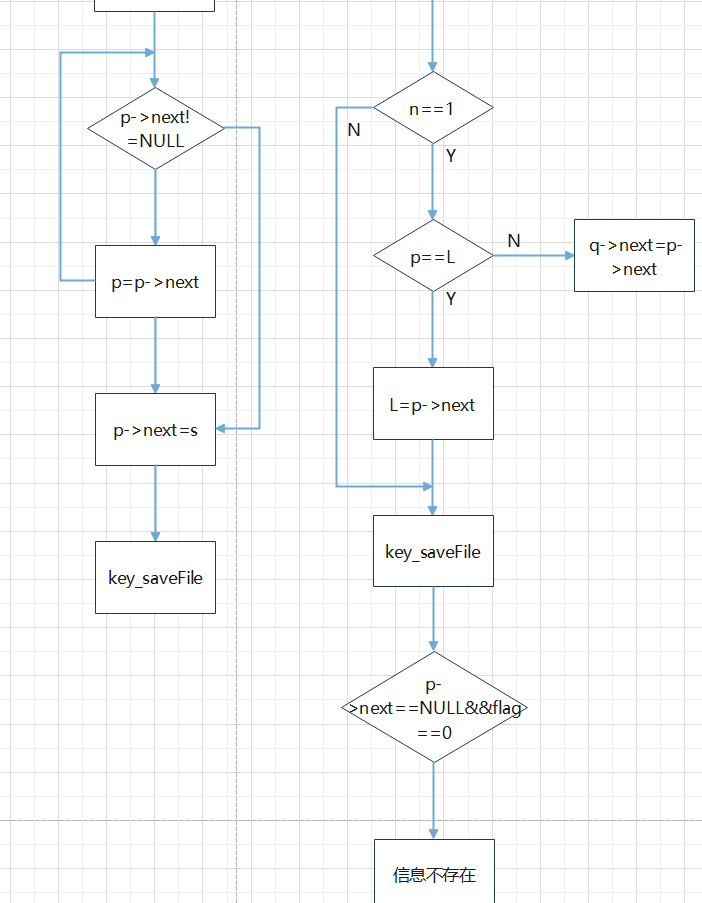 p->next!
=NULL
p=p->next
p->next=s
key_saveFile
n==1
N
Y
p==L
N
Y
q->next=p-
>next
L=p->next
key_saveFile
p-
>next==NULL&&flag
==0
信息不存在